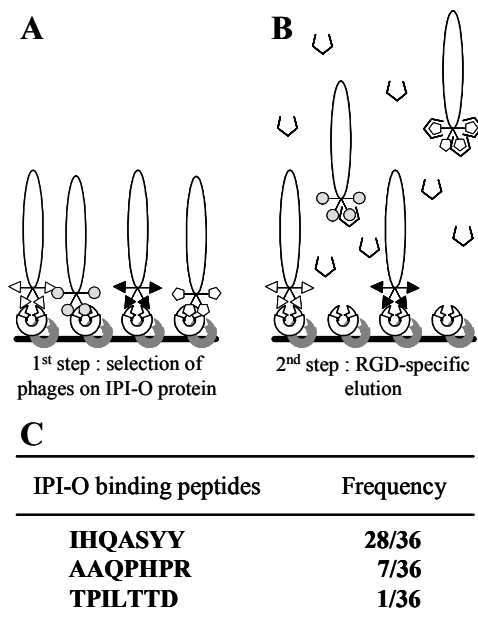 A
B
1st step : selection of
phages on IPI-O protein
2nd step : RGD-specific
elution
C
IPI-O binding peptides Frequency
IHQASYY 28/36
AAQPHPR 7/36
TPILTTD 1/36